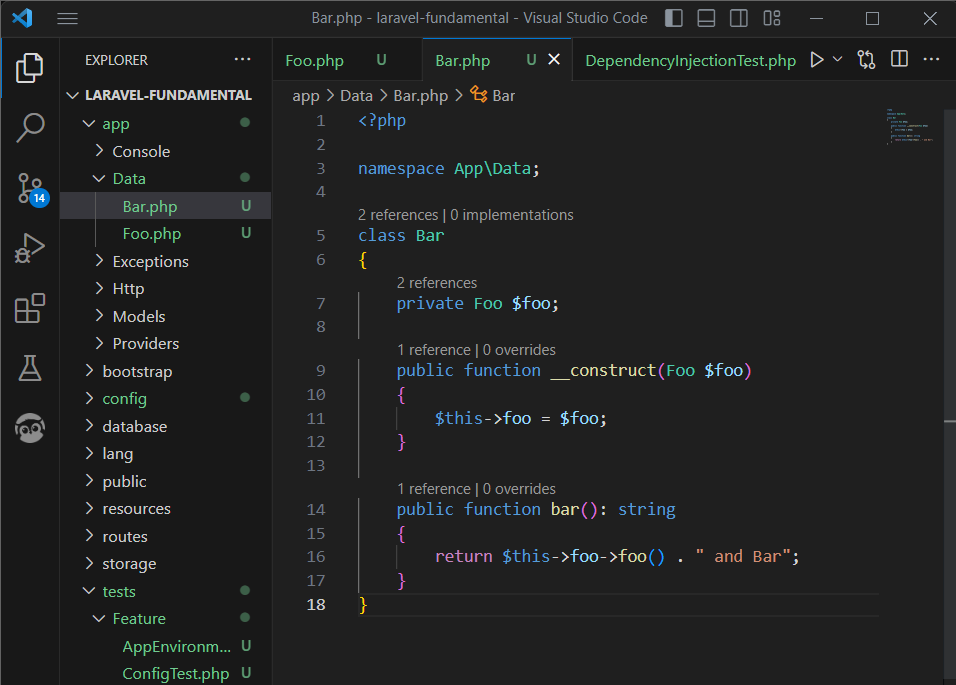 Bar.php - laravel-fundamental - Visual Studio Code
EXPLORER
LARAVEL-FUNDAMENTAL
app
Console
Data
Bar.php U
Foo.php U
Exceptions
Http
Models
Providers
bootstrap
config
database
lang
public
resources
routes
storage
tests
Feature
AppEnvironm... U
ConfigTest.php U
14
Foo.php U
Bar.php U
DependencyInjectionTest.php
app > Data > Bar.php > Bar
1 <?php
2
3 namespace App\Data;
4
2 references | 0 implementations
5 class Bar
6 {
2 references
7 private Foo $foo;
8
1 reference | 0 overrides
9 public function __construct(Foo $foo)
10 {
11 $this->foo = $foo;
12 }
13
1 reference | 0 overrides
14 public function bar(): string
15 {
16 return $this->foo->foo() . " and Bar";
17 }
18 }